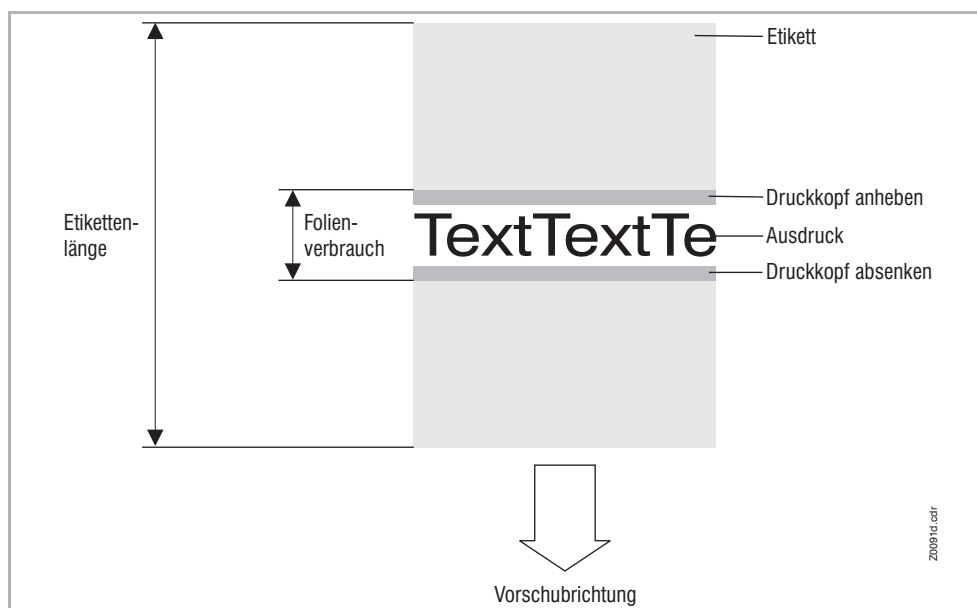 Etikett
Druckkopf anheben
Etiketten-
länge
Folien-
verbrauch
TextTextTe
Ausdruck
Druckkopf absenken
Vorschubrichtung
Z0091d.cdr